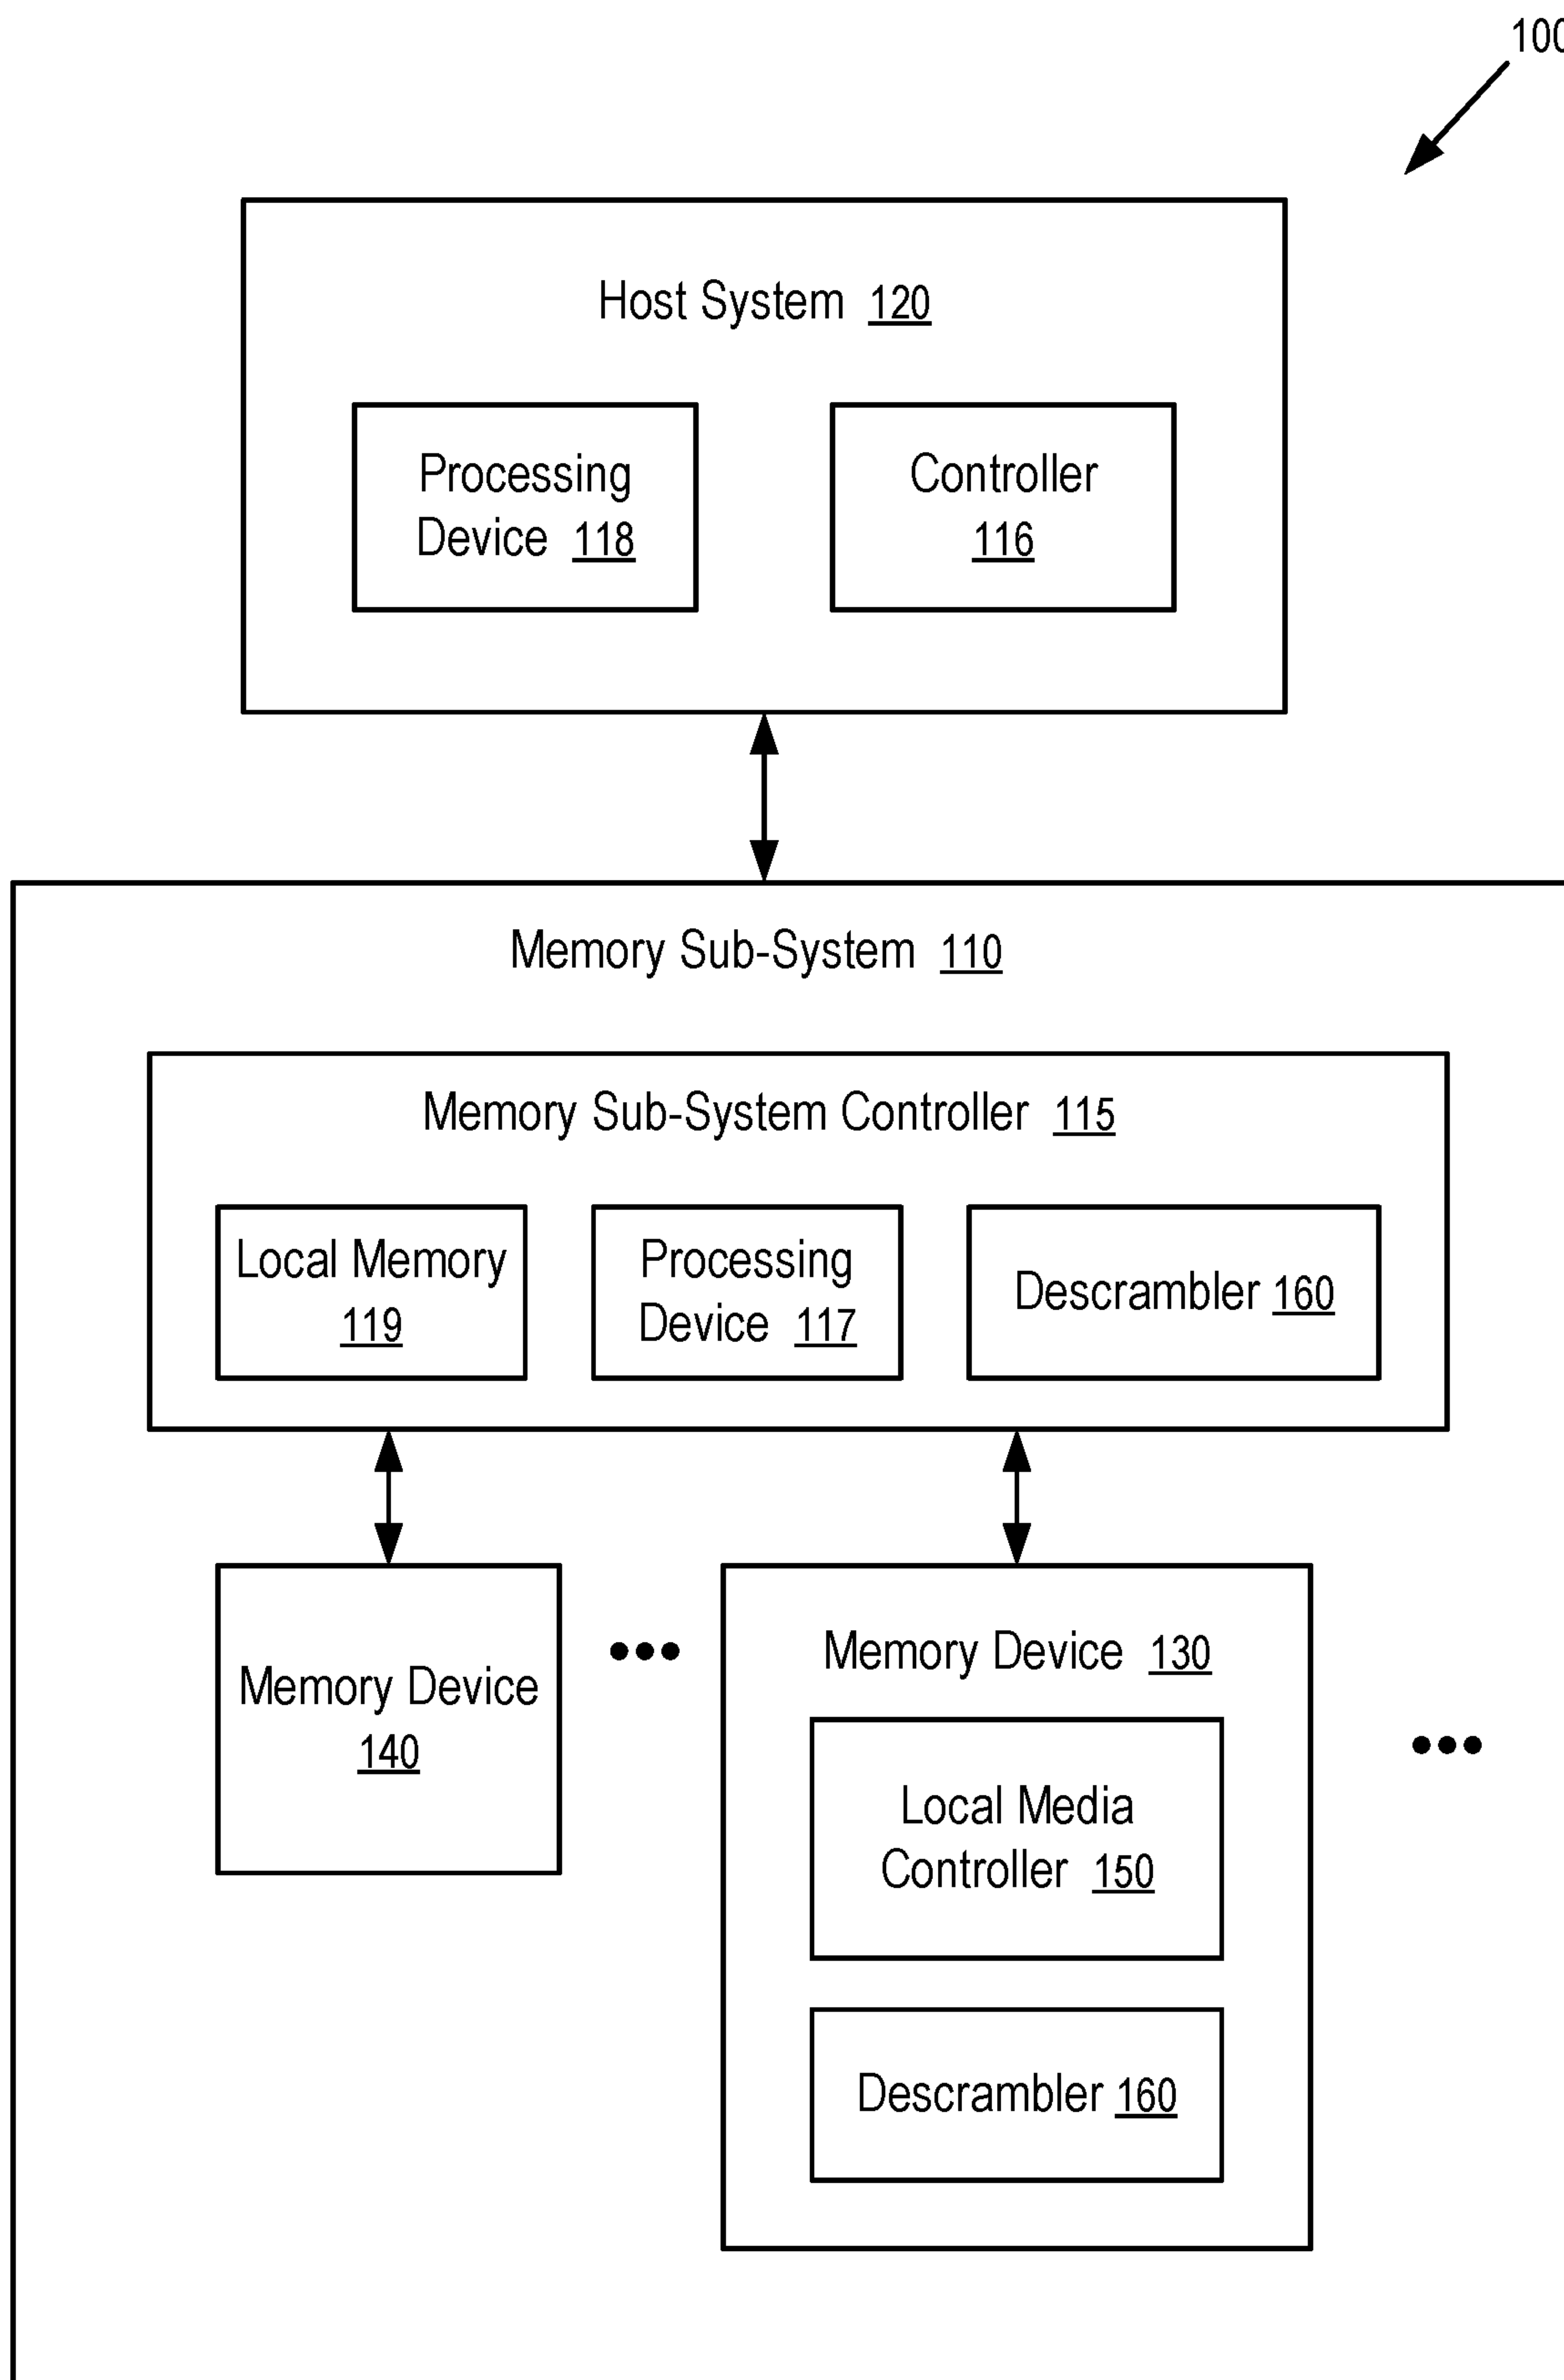 100
Host System 120
Processing
Device 118
Controller
116
Memory Sub-System 110
Memory Sub-System Controller 115
Local Memory
119
Processing
Device 117
Descrambler 160
Memory Device
140
Memory Device 130
Local Media
Controller 150
Descrambler 160